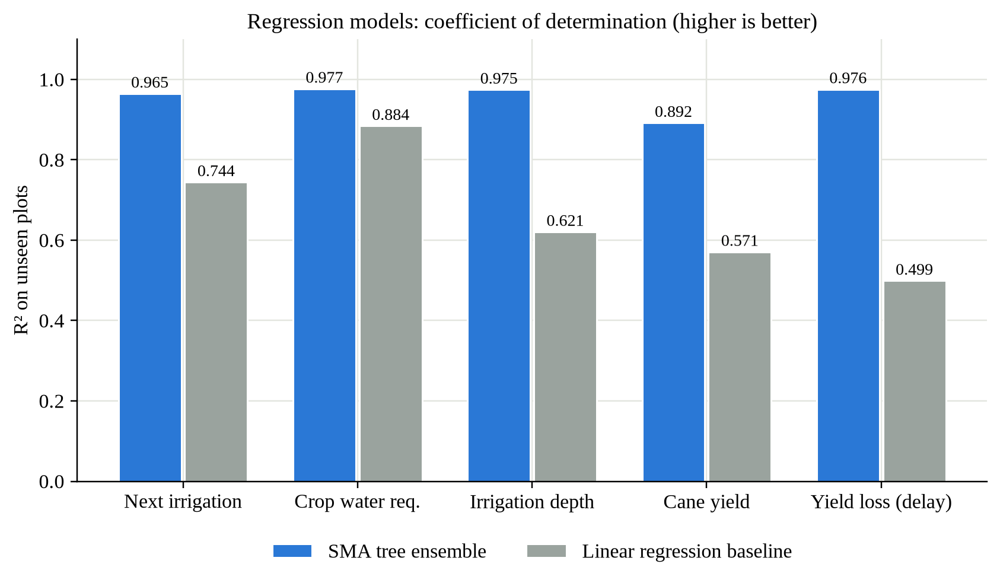 Regression models: coefficient of determination (higher is better)
R² on unseen plots
1.0
0.8
0.6
0.4
0.2
0.0
0.965
0.744
0.977
0.884
0.975
0.621
0.892
0.571
0.976
0.499
Next irrigation
Crop water req.
Irrigation depth
Cane yield
Yield loss (delay)
SMA tree ensemble
Linear regression baseline